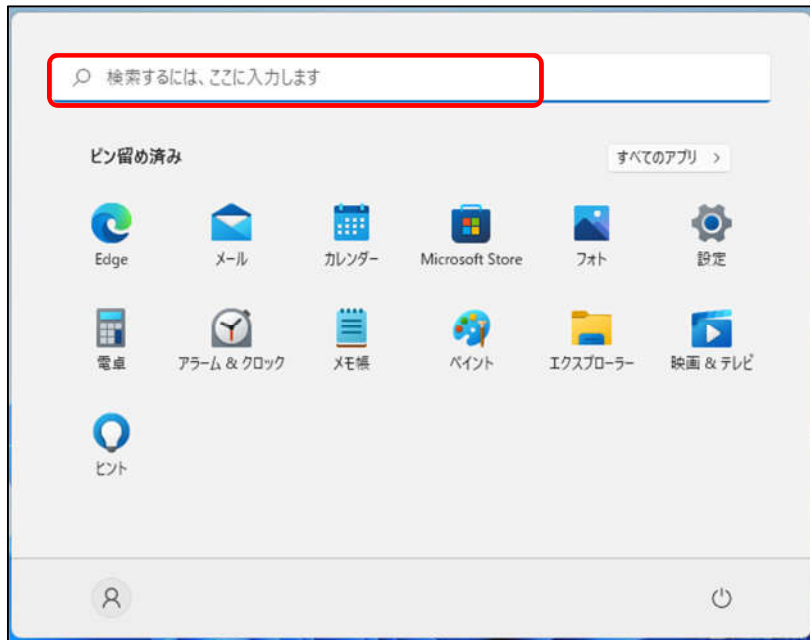 検索するには、ここに入力します
ピン留め済み
すべてのアプリ >
Edge
メール
カレンダー
Microsoft Store
フォト
設定
電卓
アラーム & クロック
メモ帳
ペイント
エクスプローラー
映画 & テレビ
ヒント